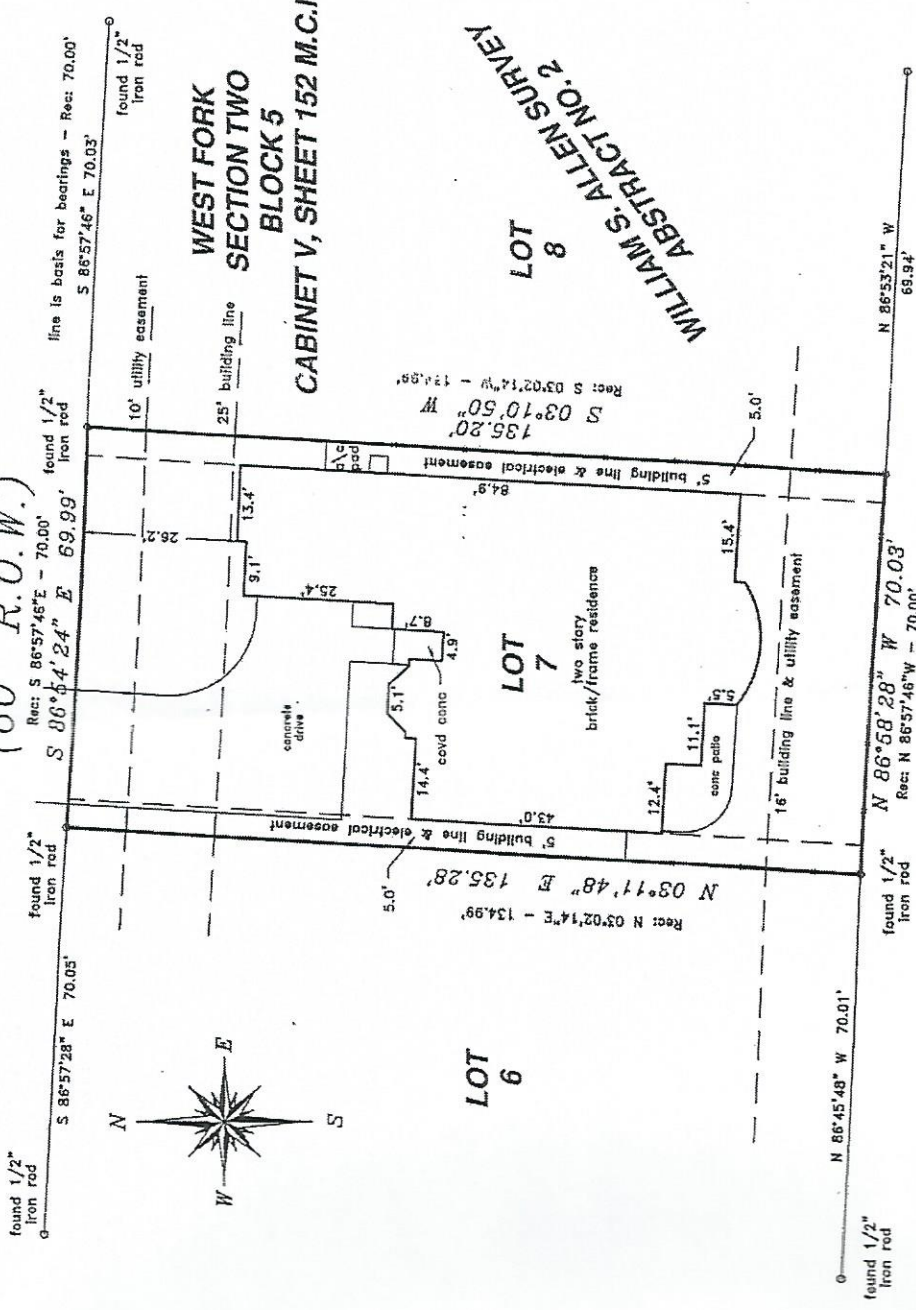 (60' R.O.W.)
Rec: S 86°57'46"E - 70.00'
S 86°54'24" E 69.99'
found 1/2"
iron rod
S 86°57'28" E 70.05'
found 1/2"
iron rod
found 1/2"
iron rod
line is basis for bearings - Rec: 70.00'
S 86°57'46" E 70.03'
found 1/2"
iron rod
10' utility easement
25' building line
WEST FORK
SECTION TWO
BLOCK 5
CABINET V, SHEET 152 M.C.
N
E
S
W
26.2'
13.4'
9.1'
25.4'
8.7'
4.9'
5.1'
14.4'
concrete
drive
covd conc
a/c
pad
5' building line & electrical easement
5.0'
43.0'
84.9'
5' building line & electrical easement
5.0'
LOT
6
LOT
7
two story
brick/frame residence
LOT
8
WILLIAM S. ALLEN SURVEY
ABSTRACT NO. 2
N 03°11'48" E 135.28'
Rec: N 03°02'14"E - 134.99'
135.20'
S 03°10'50" W
Rec: S 03°02'14"W - 134.99'
12.4'
11.1'
5.5'
15.4'
conc patio
16' building line & utility easement
N 86°45'48" W 70.01'
found 1/2"
iron rod
found 1/2"
iron rod
N 86°58'28" W 70.03'
Rec: N 86°57'46"W - 70.00'
N 86°53'21" W
69.94'